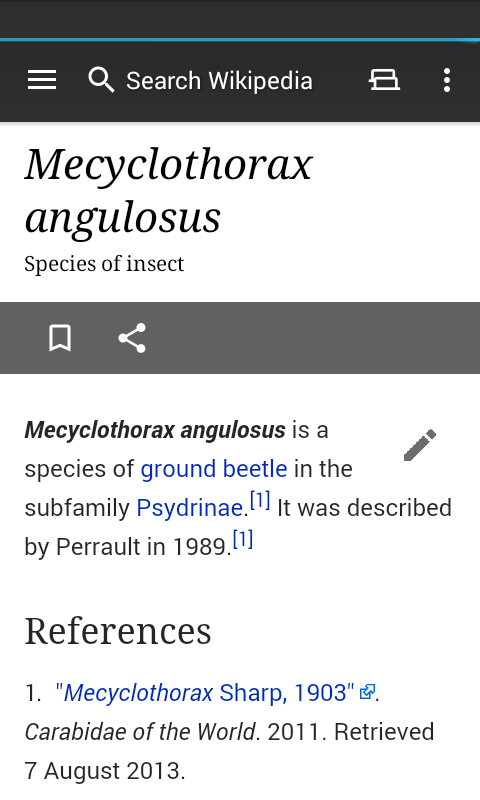 Search Wikipedia
Mecyclothorax
angulosus
Species of insect
Mecyclothorax angulosus is a
species of ground beetle in the
subfamily Psydrinae.[1] It was described
by Perrault in 1989.[1]
References
1. "Mecyclothorax Sharp, 1903".
Carabidae of the World. 2011. Retrieved
7 August 2013.